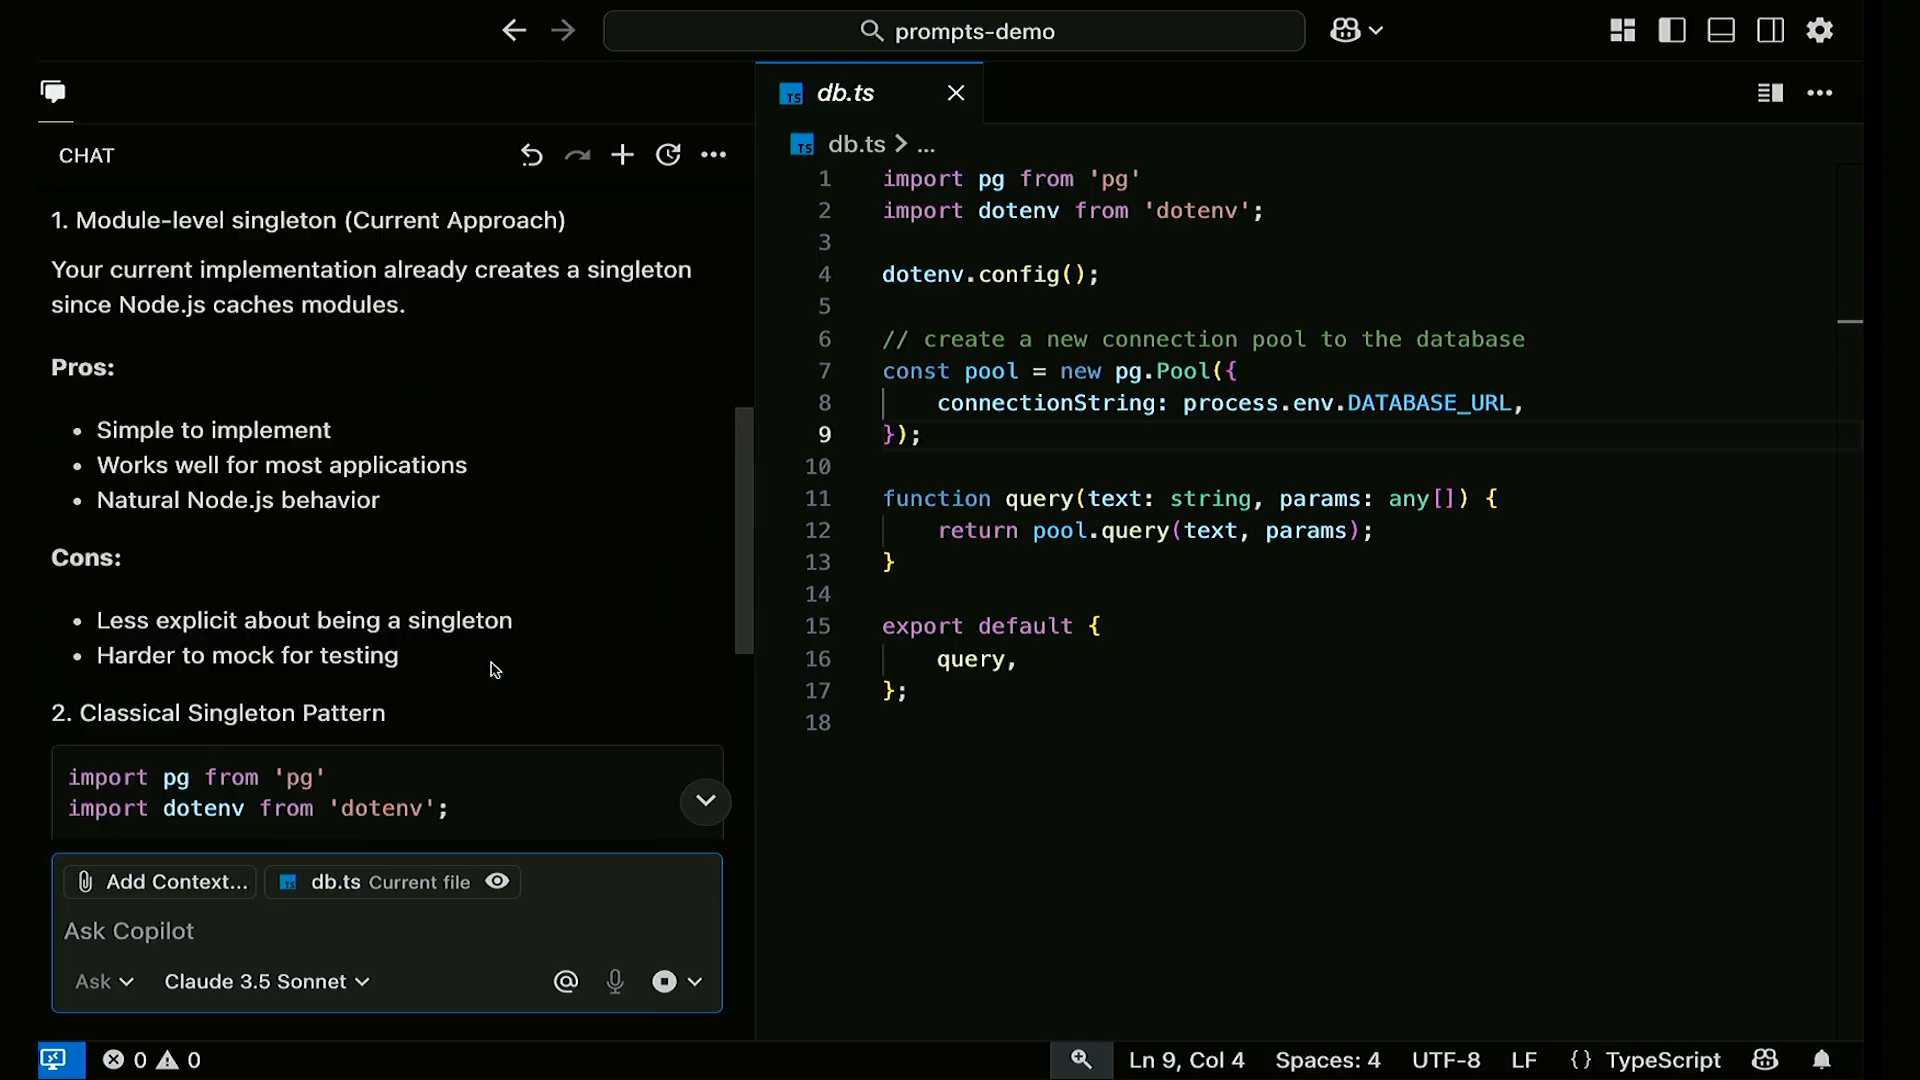 prompts-demo
CHAT
1. Module-level singleton (Current Approach)
Your current implementation already creates a singleton
since Node.js caches modules.
Pros:
• Simple to implement
• Works well for most applications
• Natural Node.js behavior
Cons:
• Less explicit about being a singleton
• Harder to mock for testing
2. Classical Singleton Pattern
import pg from 'pg'
import dotenv from 'dotenv';
Add Context...
TS db.ts Current file
Ask Copilot
Ask
Claude 3.5 Sonnet
TS db.ts
TS db.ts > ...
1 import pg from 'pg'
2 import dotenv from 'dotenv';
3
4 dotenv.config();
5
6 // create a new connection pool to the database
7 const pool = new pg.Pool({
8 connectionString: process.env.DATABASE_URL,
9 });
10
11 function query(text: string, params: any[]) {
12 return pool.query(text, params);
13 }
14
15 export default {
16 query,
17 };
18
0 0
Ln 9, Col 4
Spaces: 4
UTF-8
LF
{} TypeScript